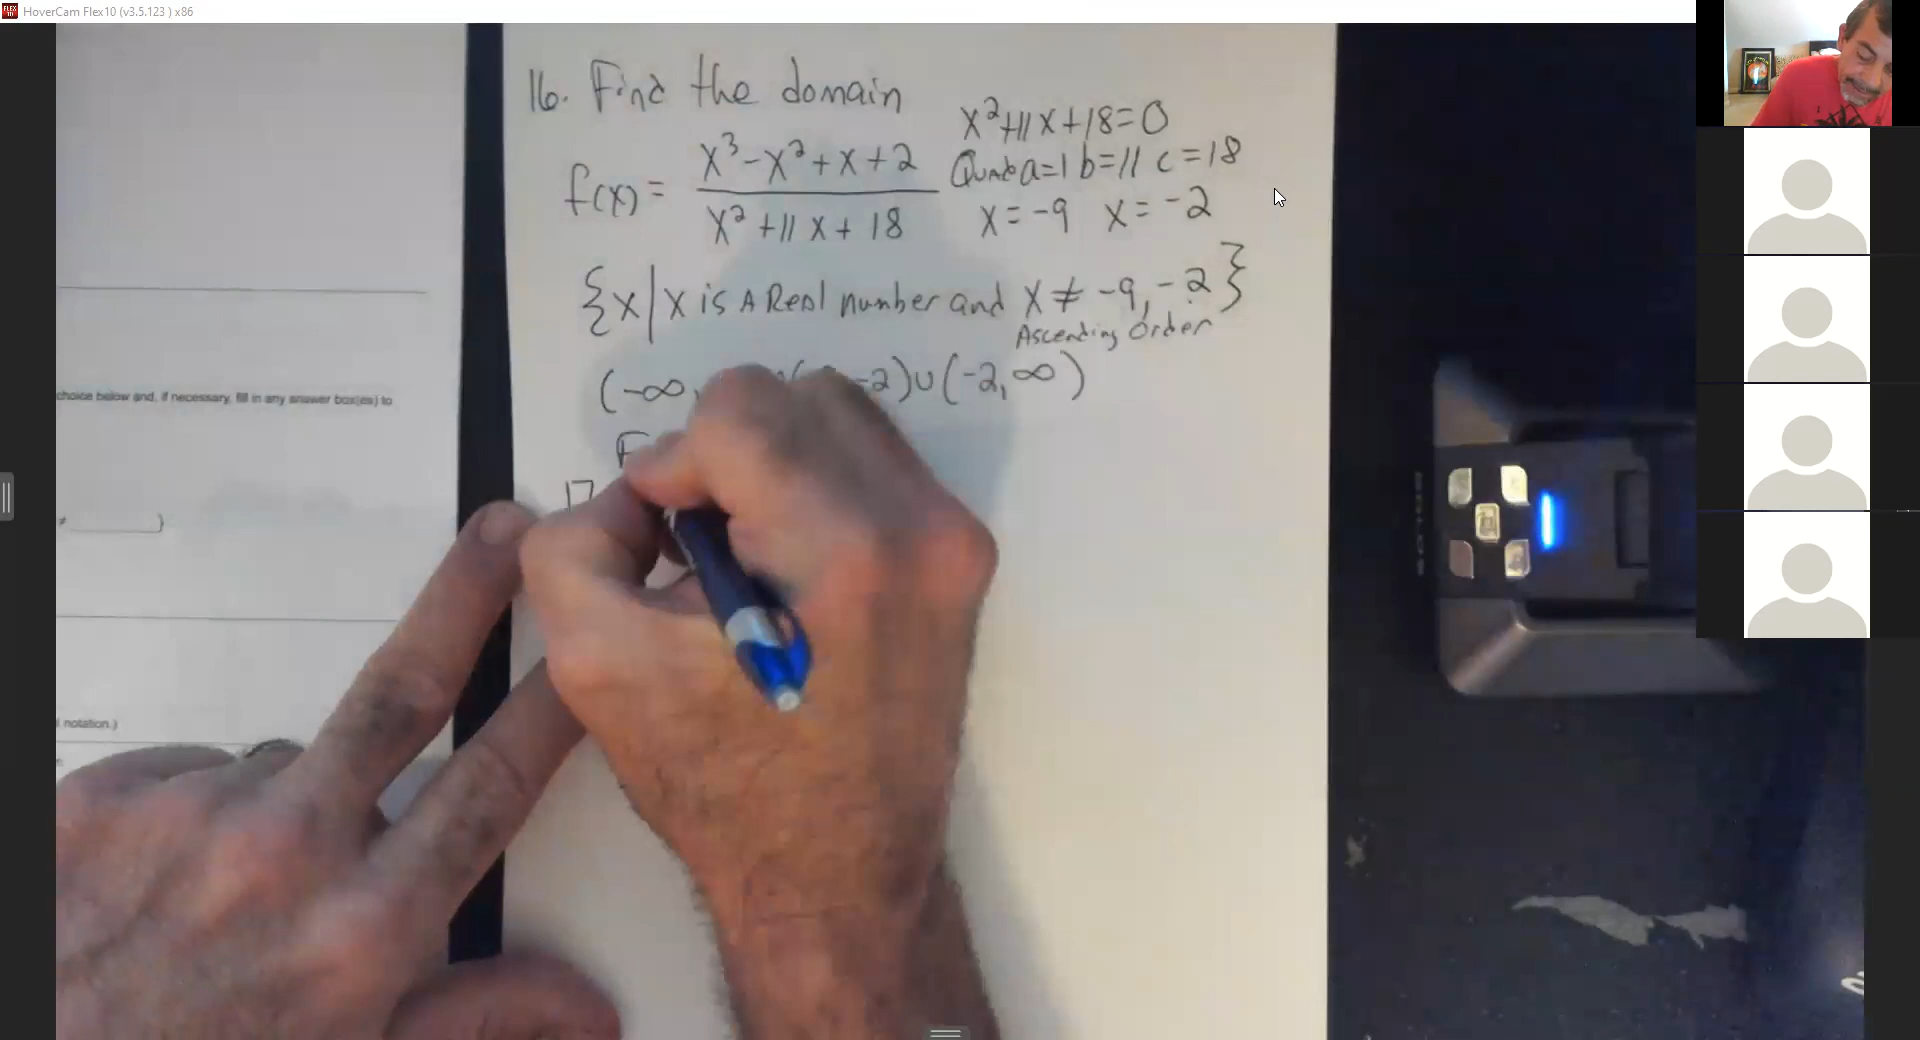 HoverCam Flex10 (v3.5.123 ) x86
16. Find the domain
f(x) = x³-x²+x+2 / x²+11x+18
x²+11x+18=0
Quad a=1 b=11 c=18
x=-9 x=-2
{x|x is A Real number and x≠-9,-2}
Ascending Order
(-∞, -2)∪(-2,∞)
17
choice below and, if necessary, fill in any answer box(es) to
≠ }
notation.)